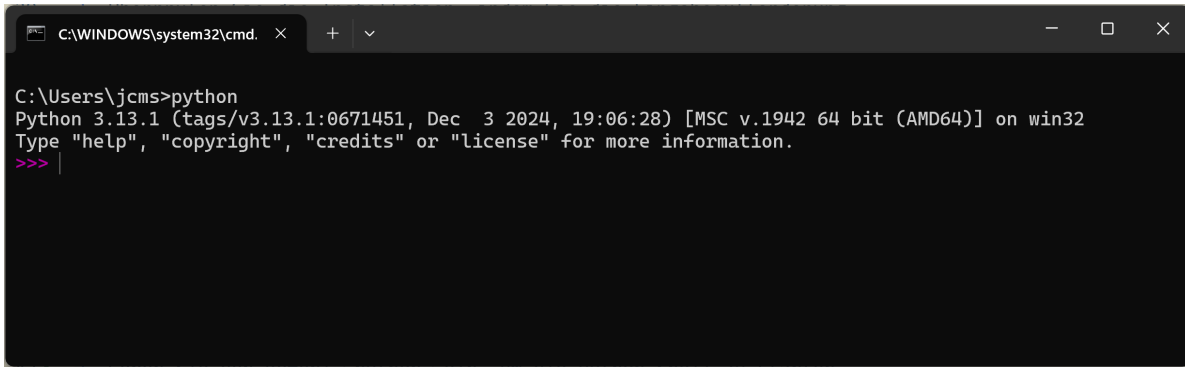 C:\WINDOWS\system32\cmd.
C:\Users\jcms>python
Python 3.13.1 (tags/v3.13.1:0671451, Dec  3 2024, 19:06:28) [MSC v.1942 64 bit (AMD64)] on win32
Type "help", "copyright", "credits" or "license" for more information.
>>>